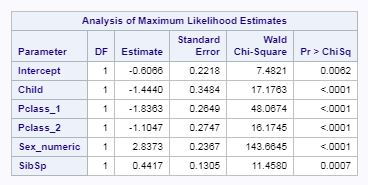 Analysis of Maximum Likelihood Estimates
Parameter DF Estimate Standard Error Wald Chi-Square Pr > ChiSq
Intercept 1 -0.6066 0.2218 7.4821 0.0062
Child 1 -1.4440 0.3484 17.1763 <.0001
Pclass_1 1 -1.8363 0.2649 48.0674 <.0001
Pclass_2 1 -1.1047 0.2747 16.1745 <.0001
Sex_numeric 1 2.8373 0.2367 143.6645 <.0001
SibSp 1 0.4417 0.1305 11.4580 0.0007